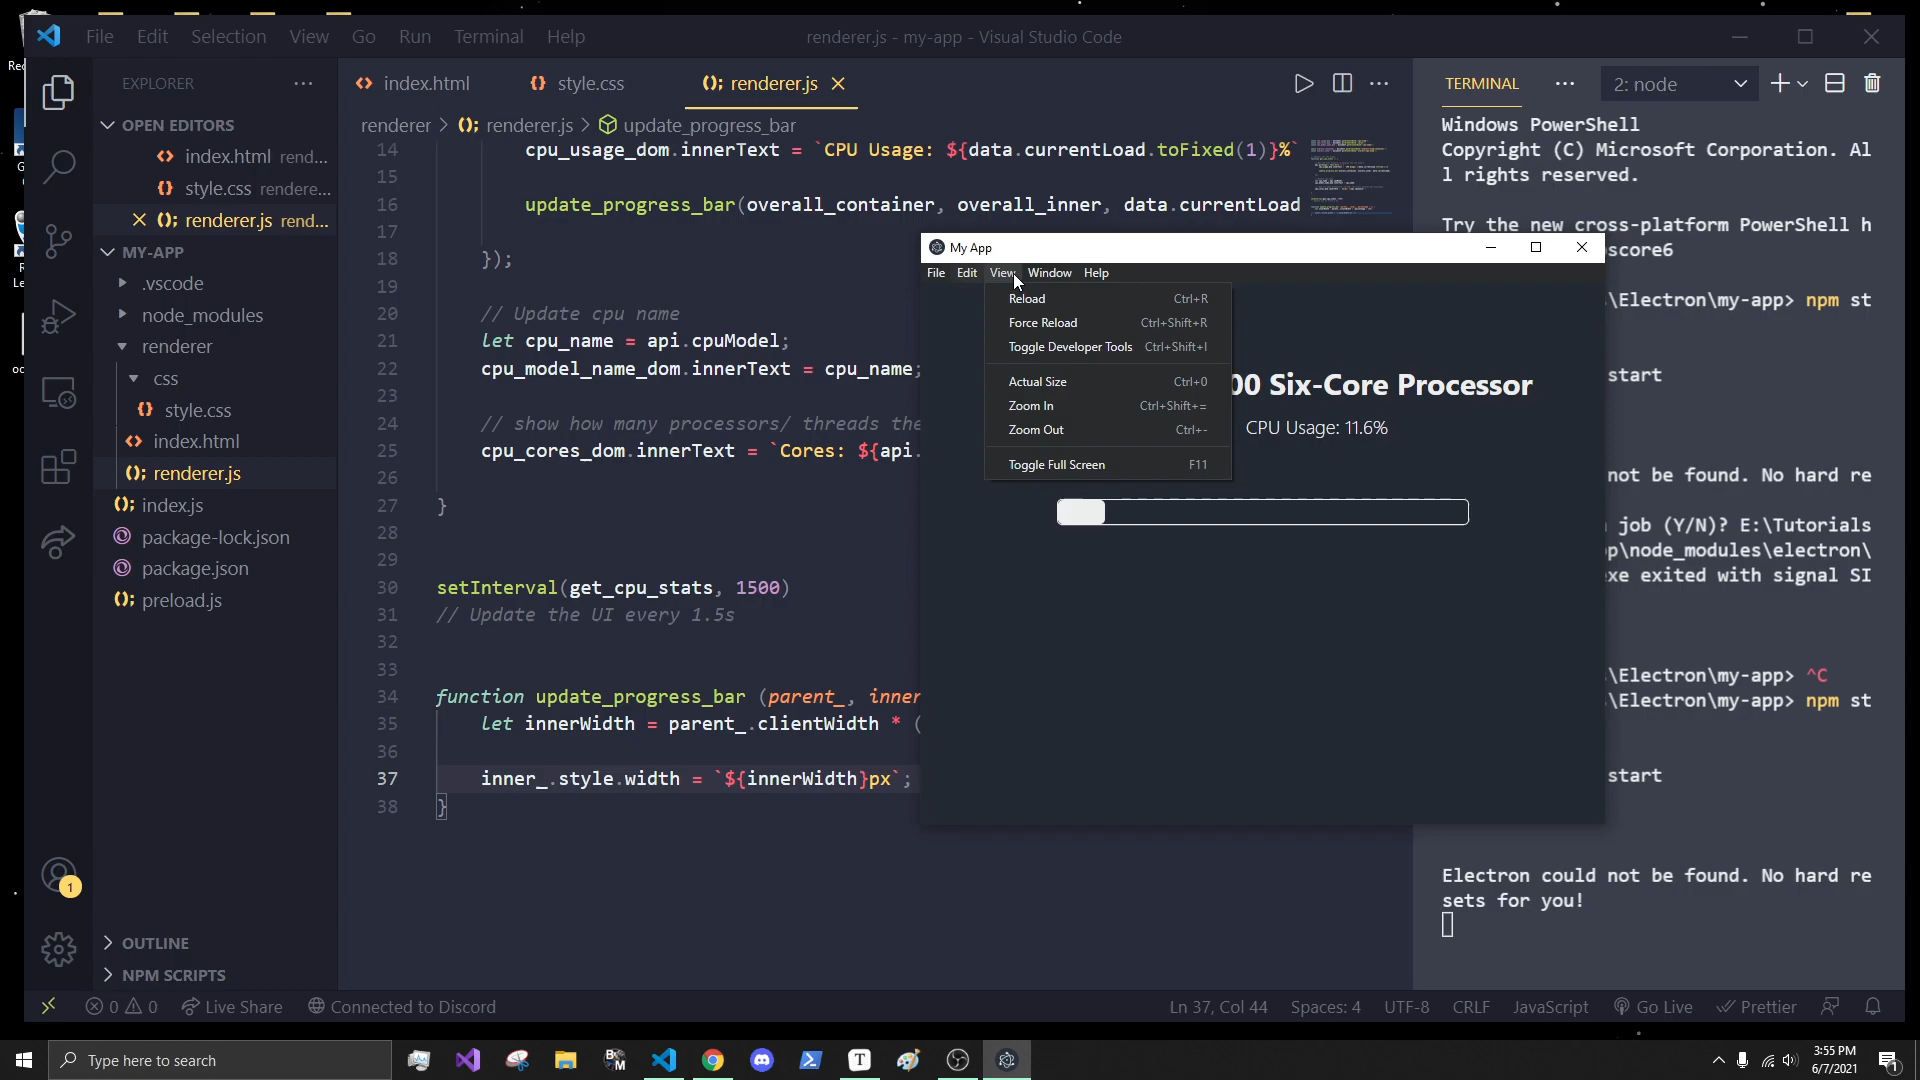 File Edit Selection View Go Run Terminal Help
renderer.js - my-app - Visual Studio Code
EXPLORER
OPEN EDITORS
index.html rend...
style.css rendere...
renderer.js rend...
MY-APP
.vscode
node_modules
renderer
css
style.css
index.html
renderer.js
index.js
package-lock.json
package.json
preload.js
OUTLINE
NPM SCRIPTS
index.html style.css renderer.js
renderer > renderer.js > update_progress_bar
14 cpu_usage_dom.innerText = `CPU Usage: ${data.currentLoad.toFixed(1)}%`
15
16 update_progress_bar(overall_container, overall_inner, data.currentLoad
17
18 });
19
20 // Update cpu name
21 let cpu_name = api.cpuModel;
22 cpu_model_name_dom.innerText = cpu_name;
23
24 // show how many processors/ threads the
25 cpu_cores_dom.innerText = `Cores: ${api.
26
27 }
28
29
30 setInterval(get_cpu_stats, 1500)
31 // Update the UI every 1.5s
32
33
34 function update_progress_bar (parent_, inner
35 let innerWidth = parent_.clientWidth * (
36
37 inner_.style.width = `${innerWidth}px`;
38 }
My App
File Edit View Window Help
Reload Ctrl+R
Force Reload Ctrl+Shift+R
Toggle Developer Tools Ctrl+Shift+I
Actual Size Ctrl+0
Zoom In Ctrl+Shift+=
Zoom Out Ctrl+-
Toggle Full Screen F11
00 Six-Core Processor
CPU Usage: 11.6%
TERMINAL
2: node
Windows PowerShell
Copyright (C) Microsoft Corporation. Al
l rights reserved.
Try the new cross-platform PowerShell h
score6
\Electron\my-app> npm st
start
not be found. No hard re
job (Y/N)? E:\Tutorials
p\node_modules\electron\
xe exited with signal SI
\Electron\my-app> ^C
\Electron\my-app> npm st
start
Electron could not be found. No hard re
sets for you!
1
0 0 Live Share Connected to Discord
Ln 37, Col 44 Spaces: 4 UTF-8 CRLF JavaScript Go Live Prettier
Type here to search
3:55 PM
6/7/2021
1